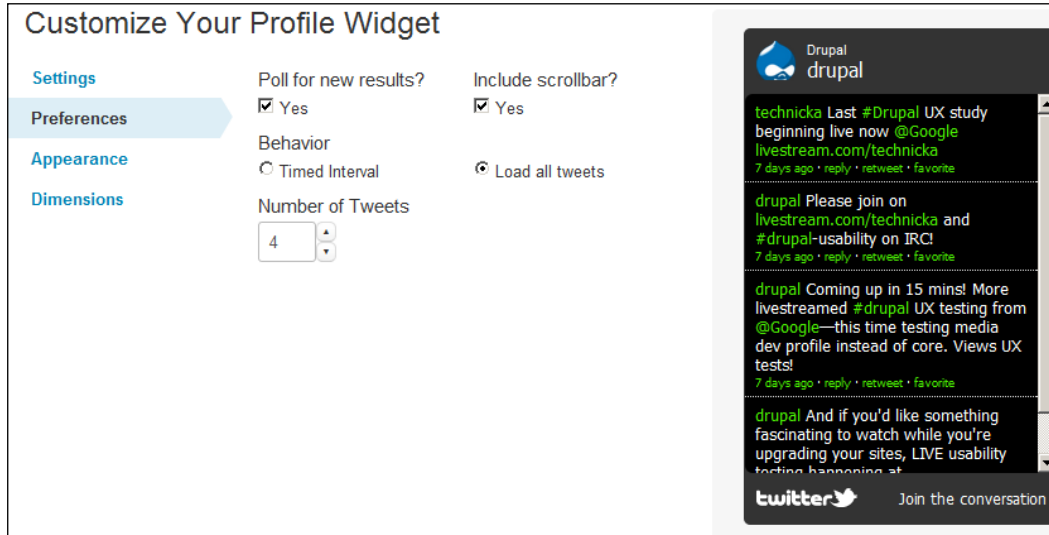 Customize Your Profile Widget
Settings
Preferences
Appearance
Dimensions
Poll for new results?
Yes
Include scrollbar?
Yes
Behavior
Timed Interval
Load all tweets
Number of Tweets
4
Drupal
drupal
technicka Last #Drupal UX study
beginning live now @Google
livestream.com/technicka
7 days ago · reply · retweet · favorite
drupal Please join on
livestream.com/technicka and
#drupal-usability on IRC!
7 days ago · reply · retweet · favorite
drupal Coming up in 15 mins! More
livestreamed #drupal UX testing from
@Google—this time testing media
dev profile instead of core. Views UX
tests!
7 days ago · reply · retweet · favorite
drupal And if you'd like something
fascinating to watch while you're
upgrading your sites, LIVE usability
testing happening at
twitter
Join the conversation